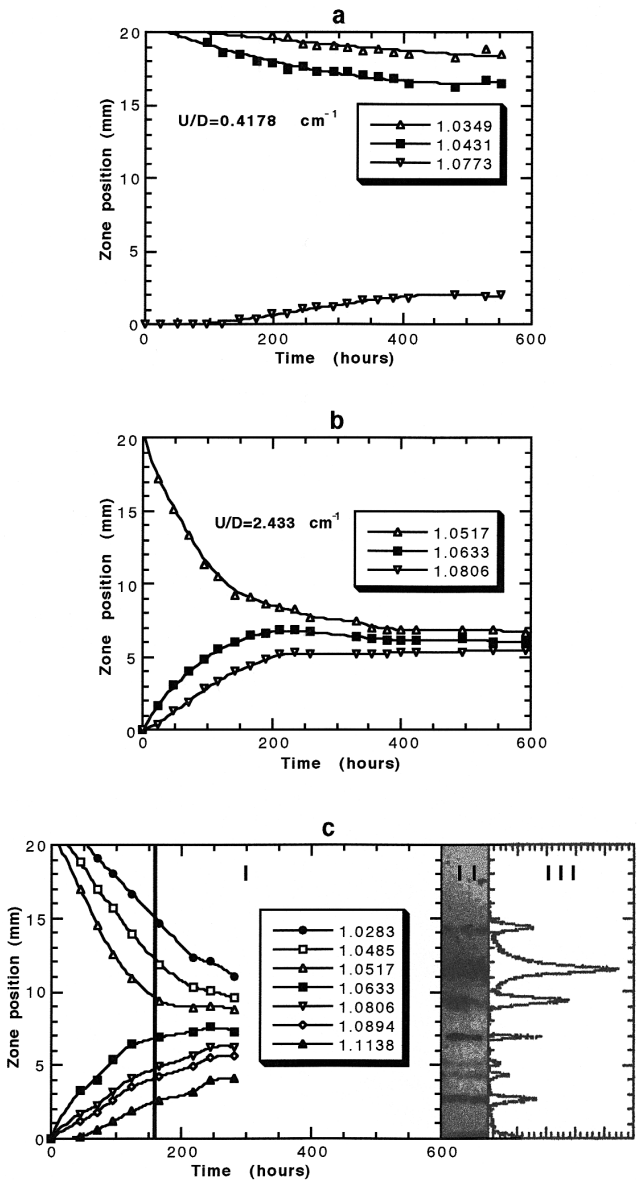 a
20
15
10
5
0
Zone position (mm)
U/D=0.4178 cm-1
1.0349
1.0431
1.0773
0 200 400 600
Time (hours)
b
20
15
10
5
0
Zone position (mm)
U/D=2.433 cm-1
1.0517
1.0633
1.0806
0 200 400 600
Time (hours)
c
20
15
10
5
0
Zone position (mm)
I II III
1.0283
1.0485
1.0517
1.0633
1.0806
1.0894
1.1138
0 200 400 600
Time (hours)